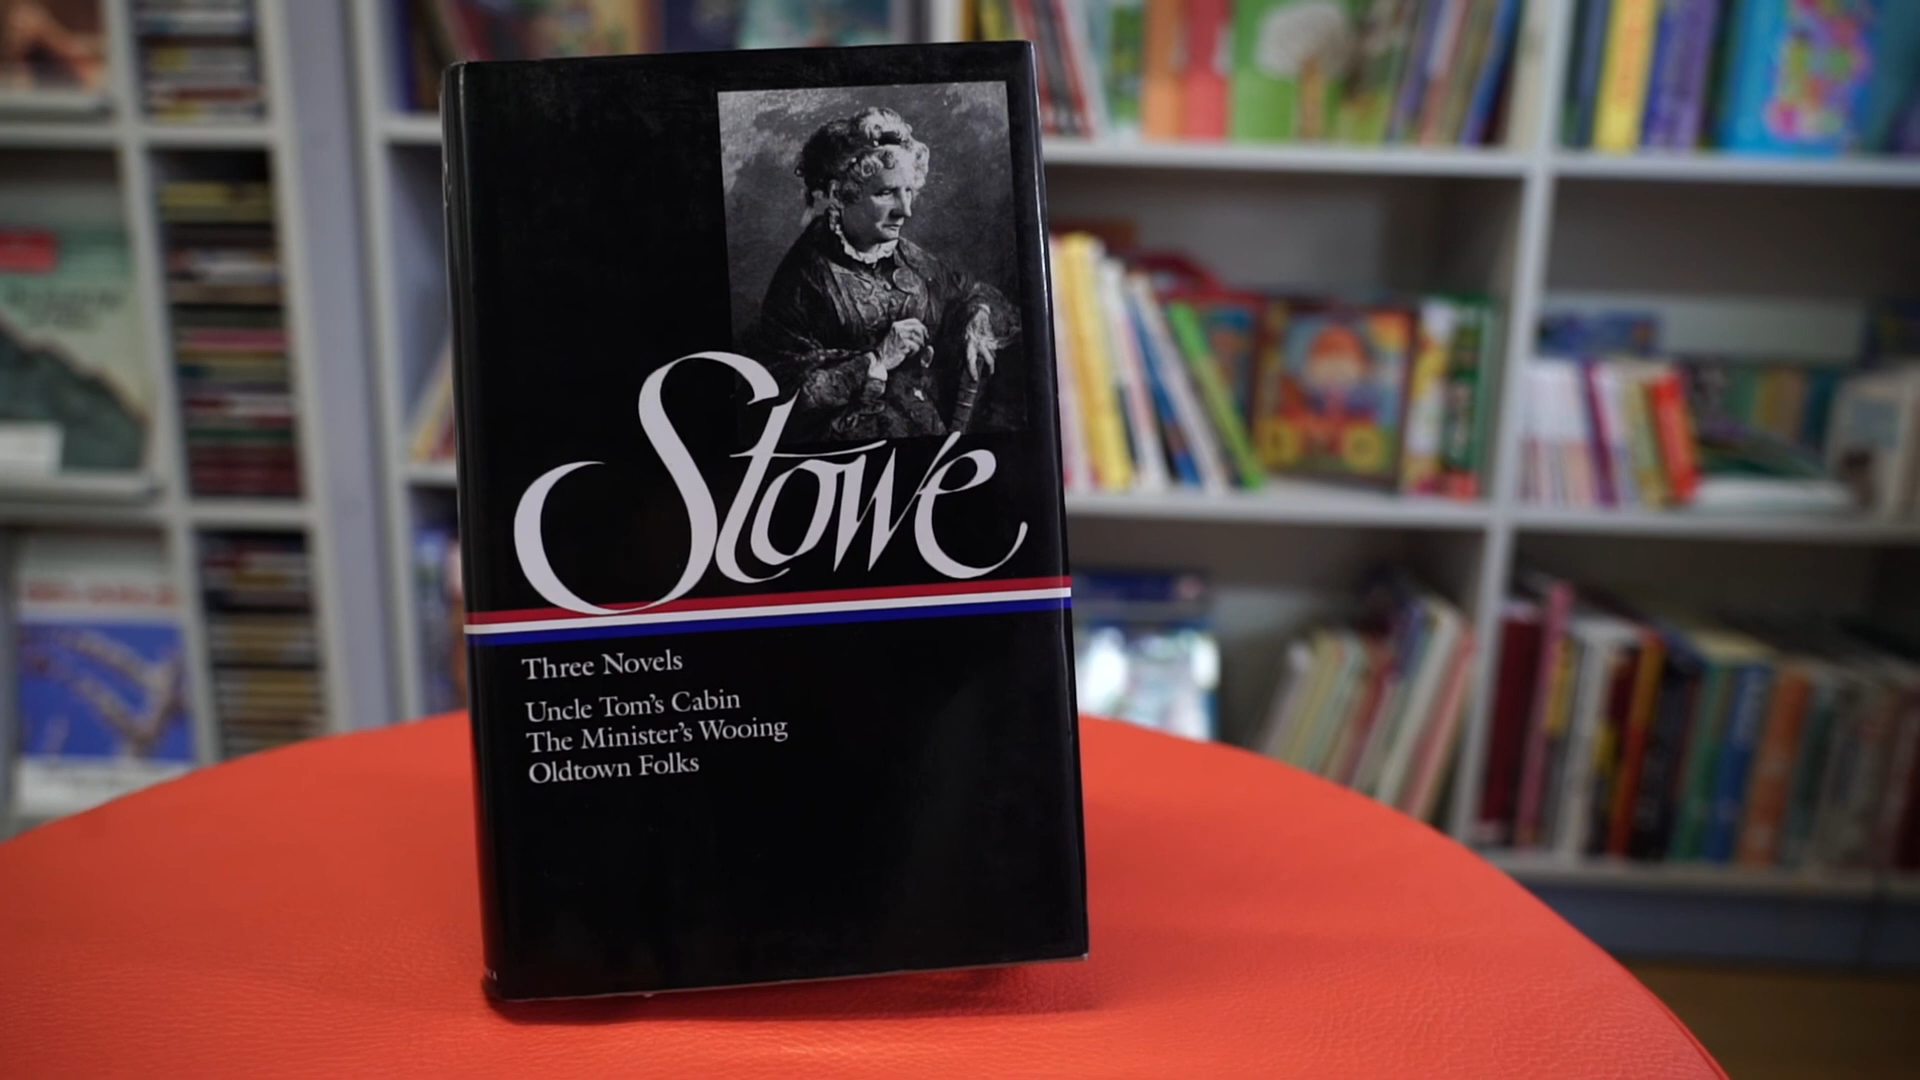 Stowe
Three Novels
Uncle Tom's Cabin
The Minister's Wooing
Oldtown Folks